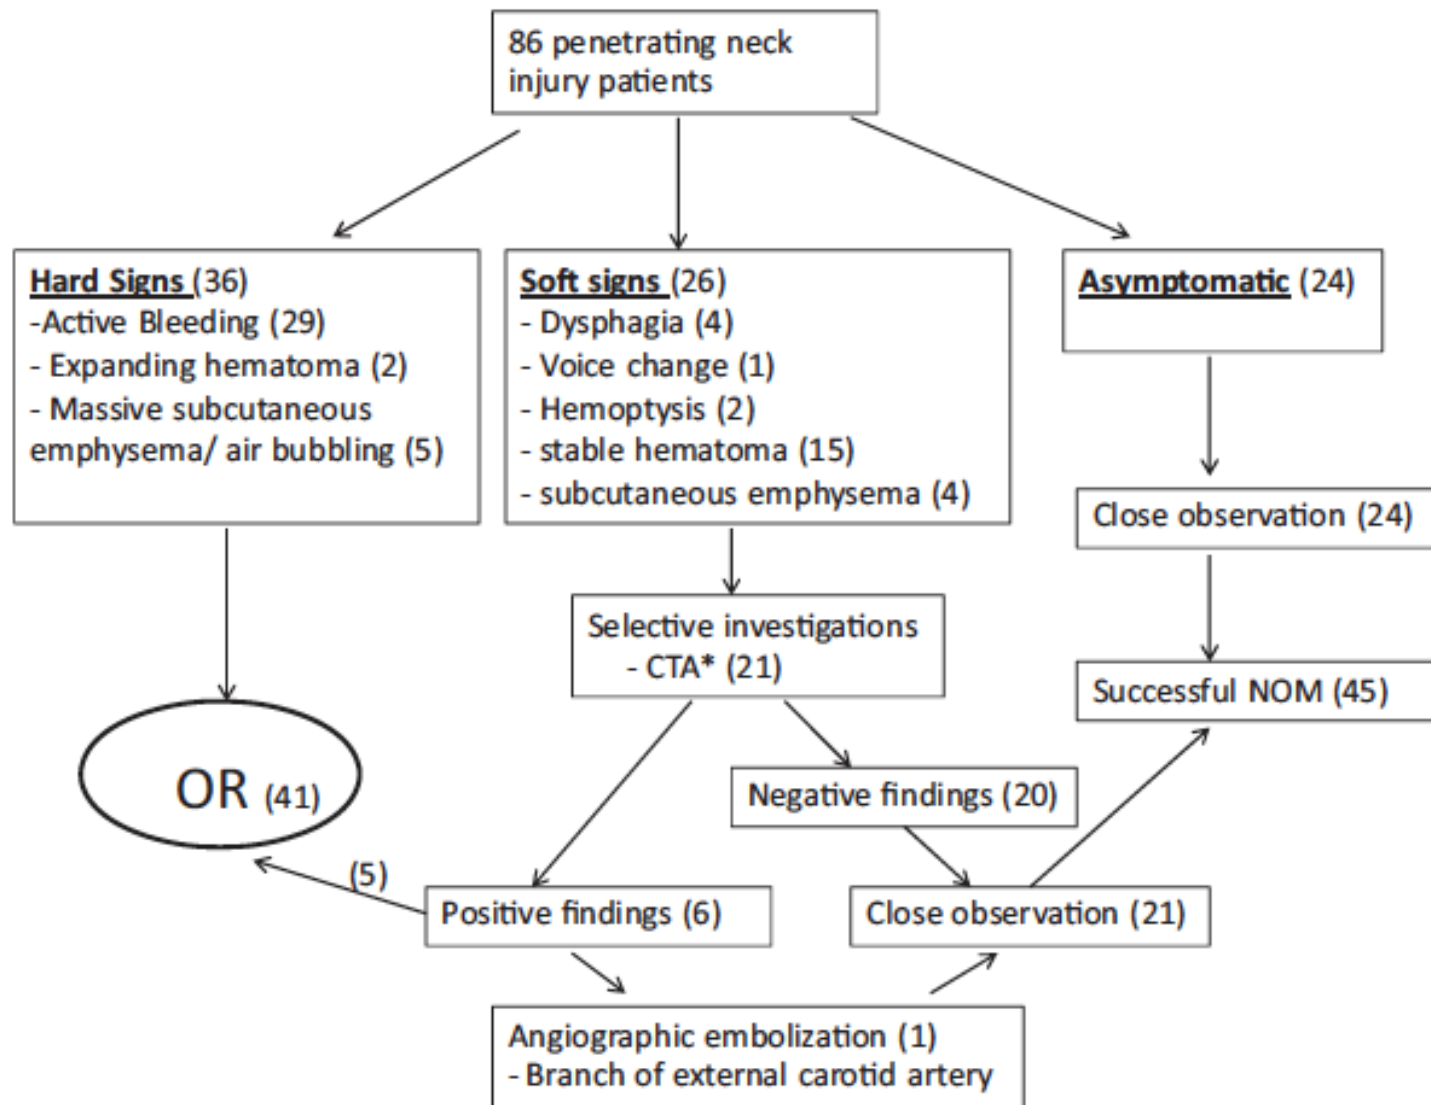 86 penetrating neck
injury patients
Hard Signs (36)
-Active Bleeding (29)
- Expanding hematoma (2)
- Massive subcutaneous
emphysema/ air bubbling (5)
Soft signs (26)
- Dysphagia (4)
- Voice change (1)
- Hemoptysis (2)
- stable hematoma (15)
- subcutaneous emphysema (4)
Asymptomatic (24)
Close observation (24)
Selective investigations
- CTA* (21)
Successful NOM (45)
OR (41)
Negative findings (20)
(5)
Positive findings (6)
Close observation (21)
Angiographic embolization (1)
- Branch of external carotid artery